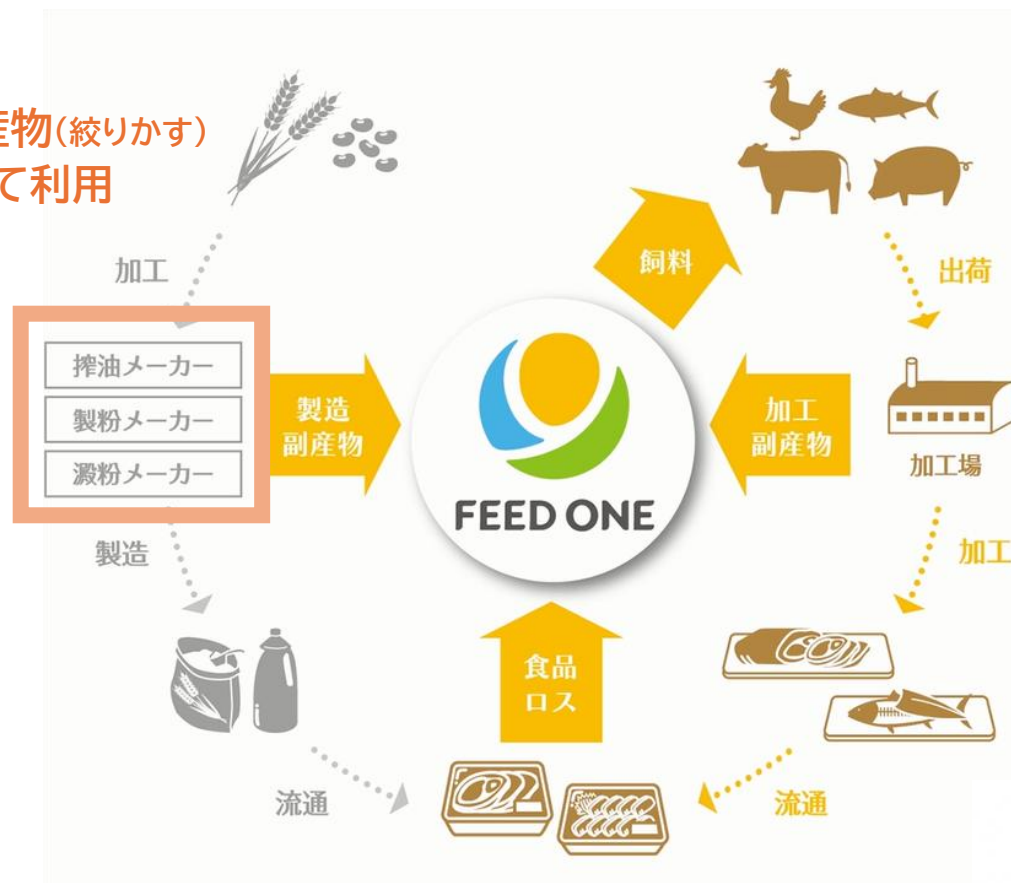 産物(絞りかす)
て利用
加工
搾油メーカー
製粉メーカー
澱粉メーカー
製造
副産物
製造
流通
FEED ONE
飼料
出荷
加工
副産物
加工場
加工
食品
ロス
流通